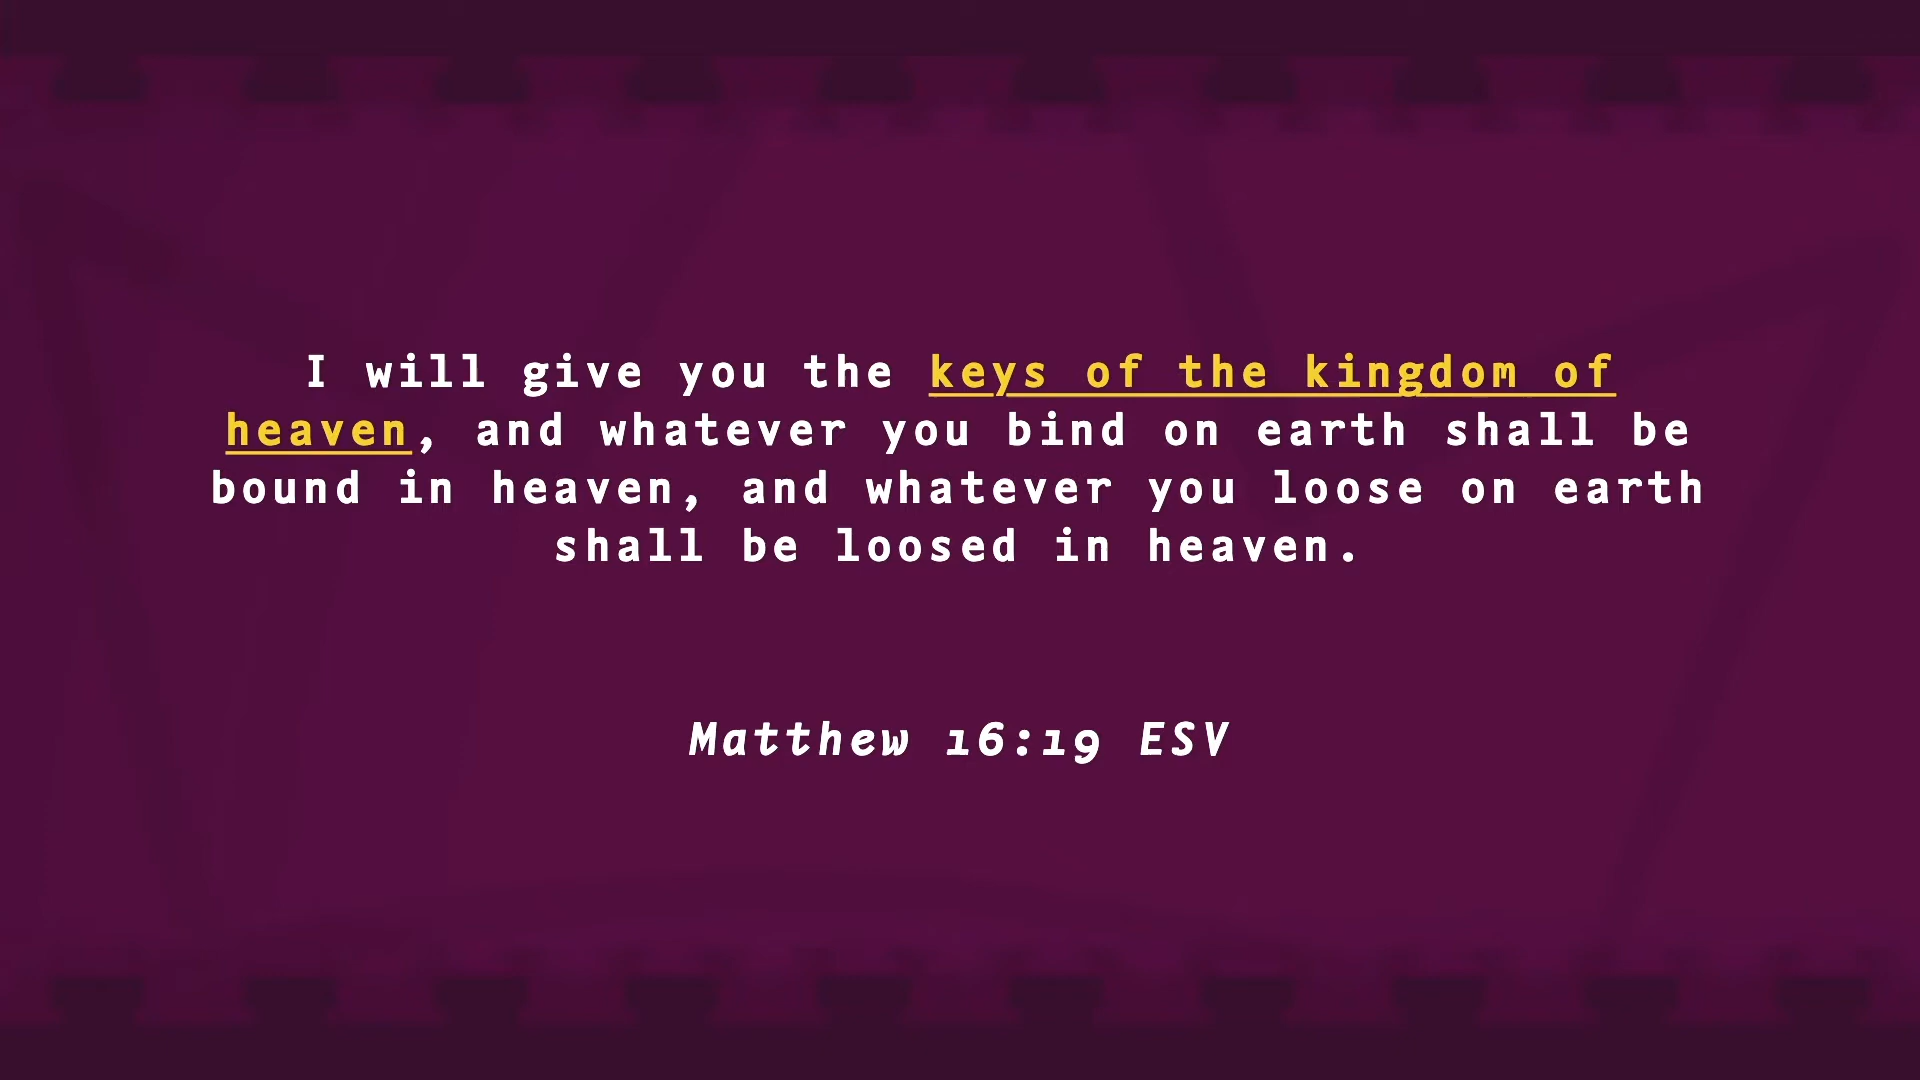 I will give you the keys of the kingdom of
heaven, and whatever you bind on earth shall be
bound in heaven, and whatever you loose on earth
shall be loosed in heaven.
Matthew 16:19 ESV